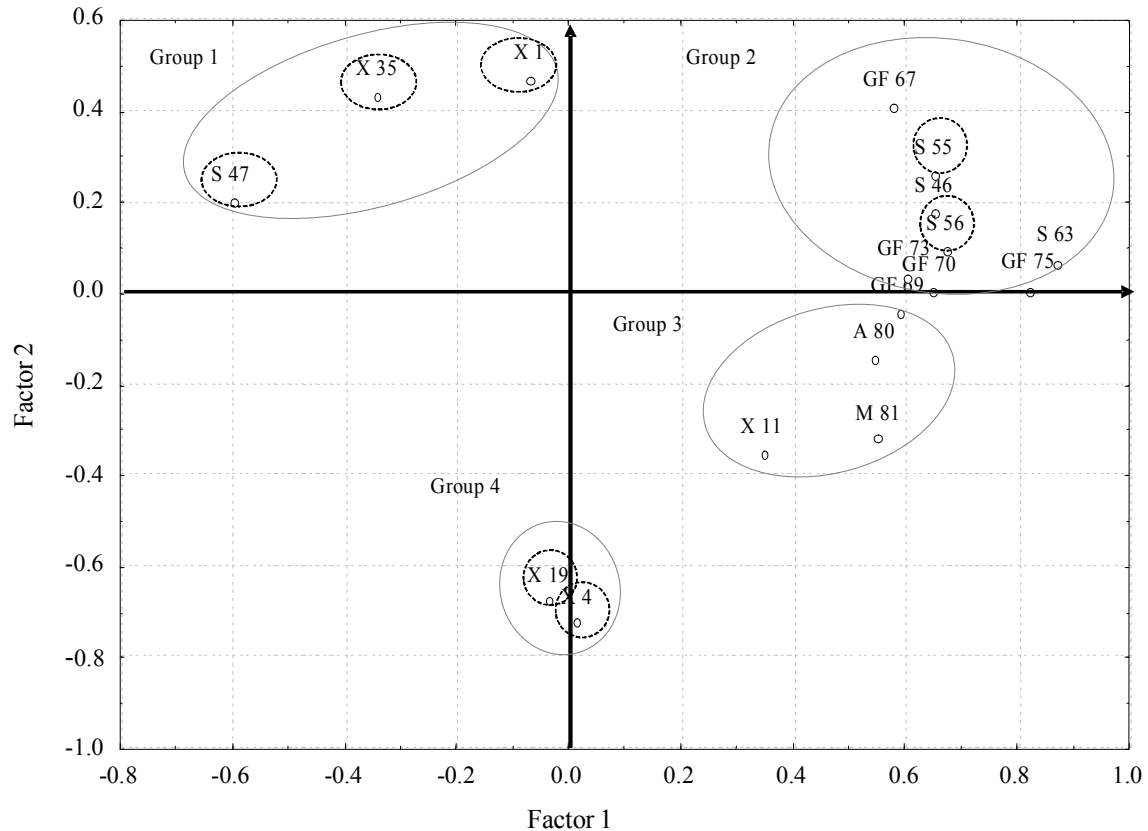 0.6
Group 1
X 1
Group 2
X 35
GF 67
0.4
S 55
S 47
S 46
0.2
S 56
S 63
GF 73
GF 70
GF 75
GF 69
0.0
Group 3
A 80
-0.2
Factor 2
M 81
X 11
-0.4
Group 4
-0.6
X 19
X 4
-0.8
-1.0
-0.8
-0.6
-0.4
-0.2
0.0
0.2
0.4
0.6
0.8
1.0
Factor 1